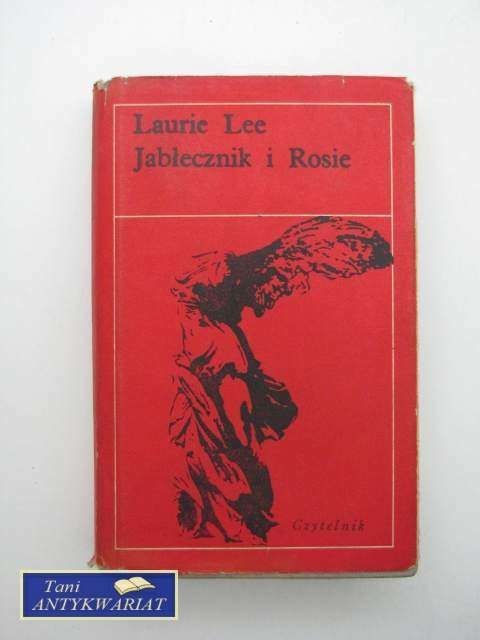 Laurie Lee
Jabłecznik i Rosie
Czytelnik
Tani
ANTYKWARIAT